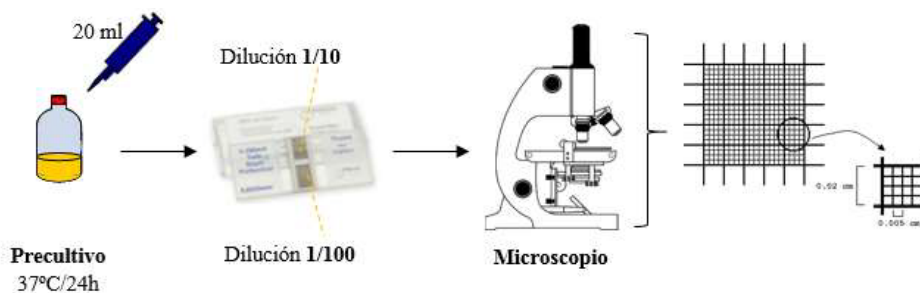 20 ml
Dilución 1/10
Dilución 1/100
Precultivo
37ºC/24h
Microscopio
0.02 cm
0.005 cm